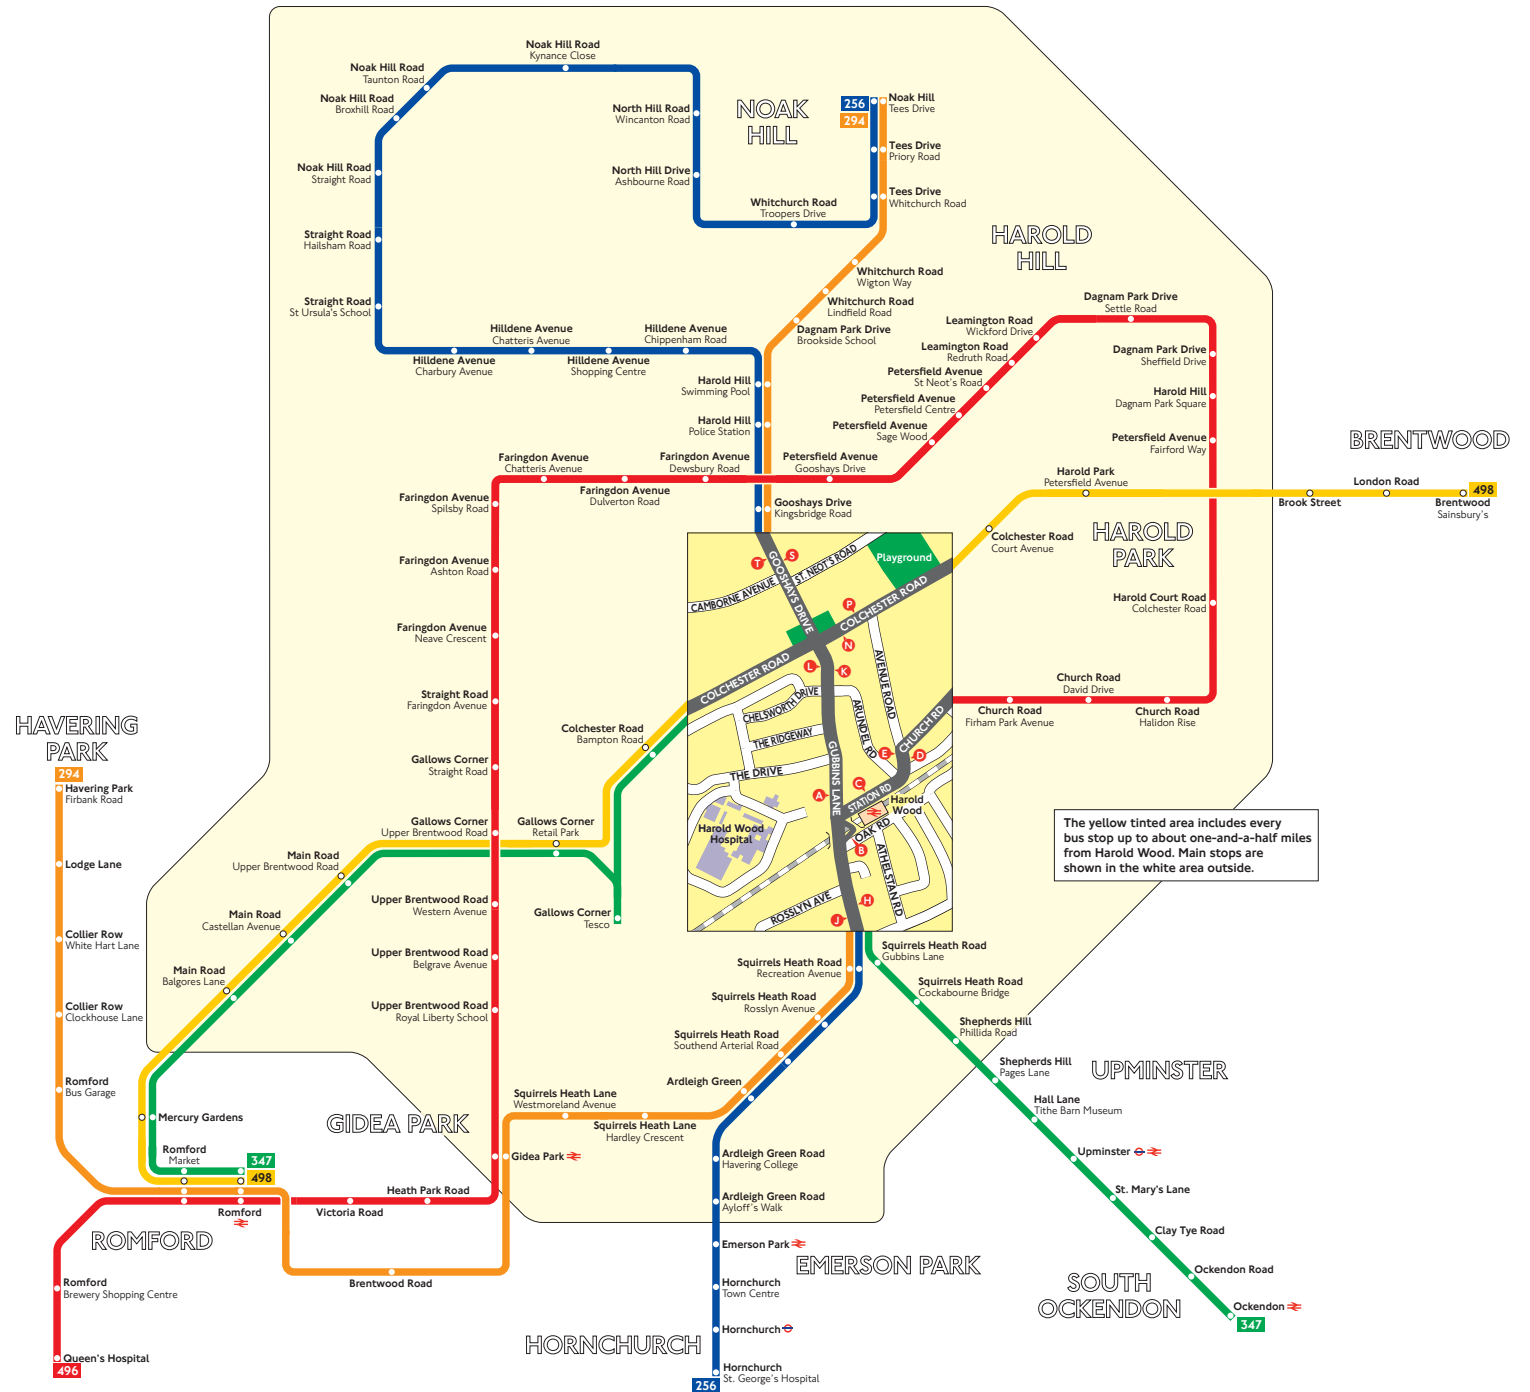 Noak Hill Road
Kynance Close
Noak Hill Road
Taunton Road
Noak Hill Road
Broxhill Road
North Hill Road
Wincanton Road
NOAK
HILL
256
294
Noak Hill
Tees Drive
Tees Drive
Priory Road
Noak Hill Road
Straight Road
North Hill Drive
Ashbourne Road
Whitchurch Road
Troopers Drive
Tees Drive
Whitchurch Road
Straight Road
Hailsham Road
HAROLD
HILL
Whitchurch Road
Wigton Way
Straight Road
St Ursula's School
Whitchurch Road
Lindfield Road
Dagnam Park Drive
Settle Road
Hilldene Avenue
Chatteris Avenue
Hilldene Avenue
Chippenham Road
Dagnam Park Drive
Brookside School
Leamington Road
Wickford Drive
Hilldene Avenue
Charbury Avenue
Hilldene Avenue
Shopping Centre
Leamington Road
Redruth Road
Dagnam Park Drive
Sheffield Drive
Harold Hill
Swimming Pool
Petersfield Avenue
St Neot's Road
Harold Hill
Dagnam Park Square
Petersfield Avenue
Petersfield Centre
Harold Hill
Police Station
Petersfield Avenue
Sage Wood
Petersfield Avenue
Fairford Way
BRENTWOOD
Faringdon Avenue
Chatteris Avenue
Faringdon Avenue
Dewsbury Road
Petersfield Avenue
Gooshays Drive
Harold Park
Petersfield Avenue
London Road
498
Faringdon Avenue
Spilsby Road
Faringdon Avenue
Dulverton Road
Gooshays Drive
Kingsbridge Road
Brook Street
Brentwood
Sainsbury's
Colchester Road
Court Avenue
HAROLD
PARK
Faringdon Avenue
Ashton Road
T
S
GOOSHAYS DRIVE
CAMBORNE AVENUE
ST. NEOT'S ROAD
Playground
COLCHESTER ROAD
P
N
Harold Court Road
Colchester Road
Faringdon Avenue
Neave Crescent
L
K
COLCHESTER ROAD
AVENUE ROAD
Straight Road
Faringdon Avenue
CHELSWORTH DRIVE
ARUNDEL RD
CHURCH RD
Church Road
David Drive
Church Road
Firham Park Avenue
Church Road
Halidon Rise
HAVERING
PARK
Colchester Road
Bampton Road
THE RIDGEWAY
GUBBINS LANE
E
D
Gallows Corner
Straight Road
THE DRIVE
294
Havering Park
Firbank Road
A
C
STATION RD
Harold
Wood
Gallows Corner
Upper Brentwood Road
Gallows Corner
Retail Park
Harold Wood
Hospital
OAK RD
B
ATHELSTAN RD
The yellow tinted area includes every
bus stop up to about one-and-a-half miles
from Harold Wood. Main stops are
shown in the white area outside.
Main Road
Upper Brentwood Road
Lodge Lane
Upper Brentwood Road
Western Avenue
Main Road
Castellan Avenue
Gallows Corner
Tesco
ROSSLYN AVE
H
J
Collier Row
White Hart Lane
Upper Brentwood Road
Belgrave Avenue
Squirrels Heath Road
Recreation Avenue
Squirrels Heath Road
Gubbins Lane
Main Road
Balgores Lane
Squirrels Heath Road
Cockabourne Bridge
Collier Row
Clockhouse Lane
Upper Brentwood Road
Royal Liberty School
Squirrels Heath Road
Rosslyn Avenue
Shepherds Hill
Phillida Road
Squirrels Heath Road
Southend Arterial Road
Shepherds Hill
Pages Lane
UPMINSTER
Romford
Bus Garage
Ardleigh Green
Squirrels Heath Lane
Westmoreland Avenue
Hall Lane
Tithe Barn Museum
Mercury Gardens
GIDEA PARK
Squirrels Heath Lane
Hardley Crescent
Romford
Market
347
498
Gidea Park
Ardleigh Green Road
Havering College
Upminster
Heath Park Road
Ardleigh Green Road
Ayloff's Walk
St. Mary's Lane
Romford
Victoria Road
ROMFORD
Clay Tye Road
Emerson Park
EMERSON PARK
Ockendon Road
Romford
Brewery Shopping Centre
Brentwood Road
Hornchurch
Town Centre
SOUTH
OCKENDON
Ockendon
347
HORNCHURCH
Hornchurch
Queen's Hospital
496
Hornchurch
St. George's Hospital
256